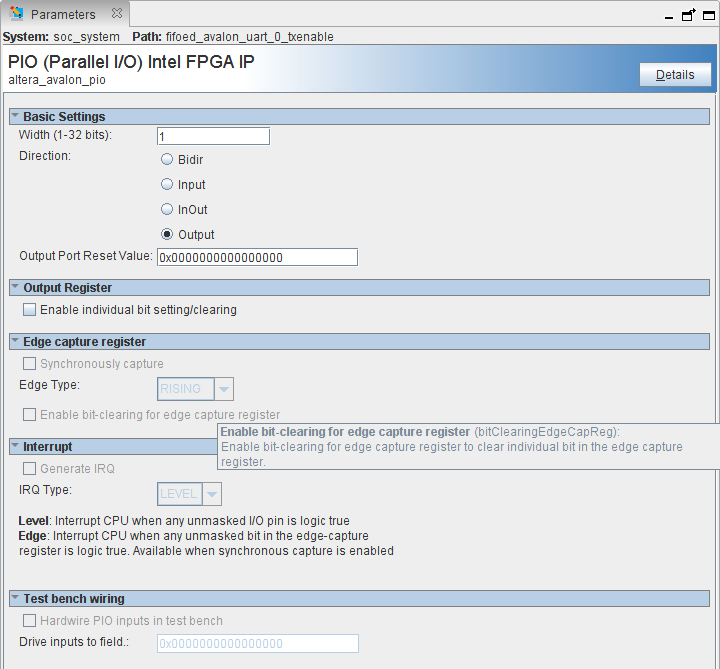 Parameters
System: soc_system Path: fifoed_avalon_uart_0_txenable
PIO (Parallel I/O) Intel FPGA IP
altera_avalon_pio
Details
Basic Settings
Width (1-32 bits): 1
Direction:
Bidir
Input
InOut
Output
Output Port Reset Value: 0x0000000000000000
Output Register
Enable individual bit setting/clearing
Edge capture register
Synchronously capture
Edge Type: RISING
Enable bit-clearing for edge capture register
Enable bit-clearing for edge capture register (bitClearingEdgeCapReg):
Enable bit-clearing for edge capture register to clear individual bit in the edge capture
register.
Interrupt
Generate IRQ
IRQ Type: LEVEL
Level: Interrupt CPU when any unmasked I/O pin is logic true
Edge: Interrupt CPU when any unmasked bit in the edge-capture
register is logic true. Available when synchronous capture is enabled
Test bench wiring
Hardwire PIO inputs in test bench
Drive inputs to field.: 0x0000000000000000